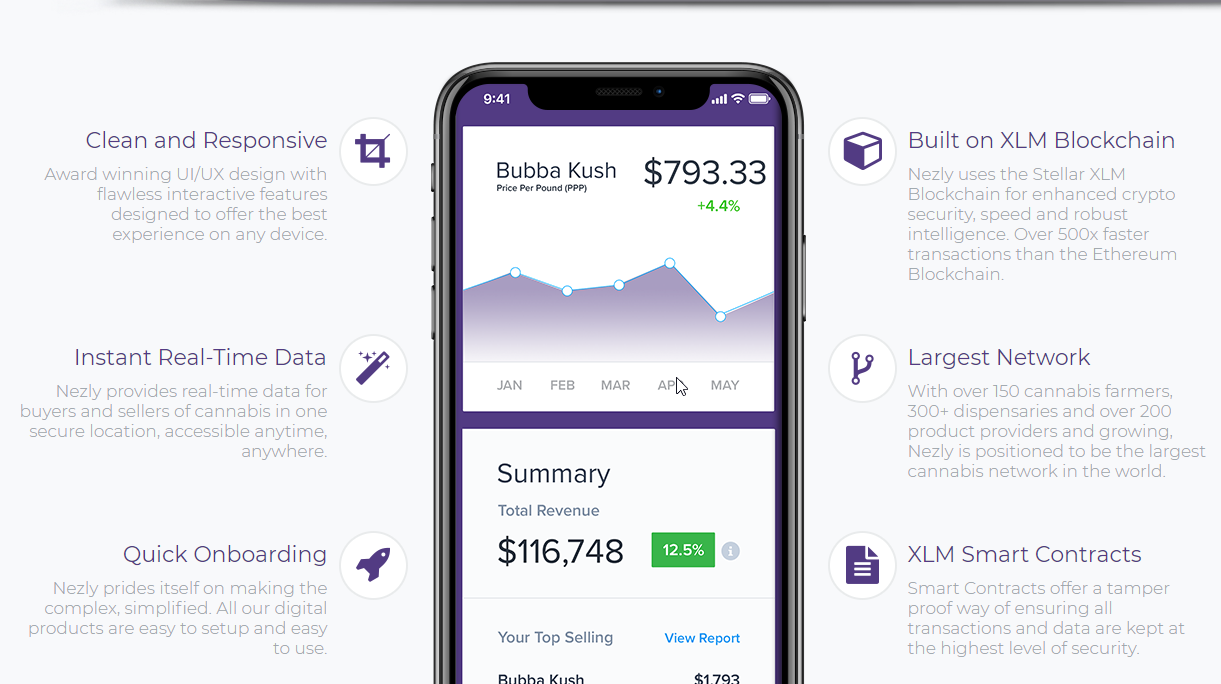 Clean and Responsive
Award winning UI/UX design with
flawless interactive features
designed to offer the best
experience on any device.
Instant Real-Time Data
Nezly provides real-time data for
buyers and sellers of cannabis in one
secure location, accessible anytime,
anywhere.
Quick Onboarding
Nezly prides itself on making the
complex, simplified. All our digital
products are easy to setup and easy
to use.
9:41
Bubba Kush
$793.33
Price Per Pound (PPP)
+4.4%
JAN FEB MAR APR MAY
Summary
Total Revenue
$116,748
12.5%
Your Top Selling
View Report
Bubba Kush
$1,793
Built on XLM Blockchain
Nezly uses the Stellar XLM
Blockchain for enhanced crypto
security, speed and robust
intelligence. Over 500x faster
transactions than the Ethereum
Blockchain.
Largest Network
With over 150 cannabis farmers,
300+ dispensaries and over 200
product providers and growing,
Nezly is positioned to be the largest
cannabis network in the world.
XLM Smart Contracts
Smart Contracts offer a tamper
proof way of ensuring all
transactions and data are kept at
the highest level of security.